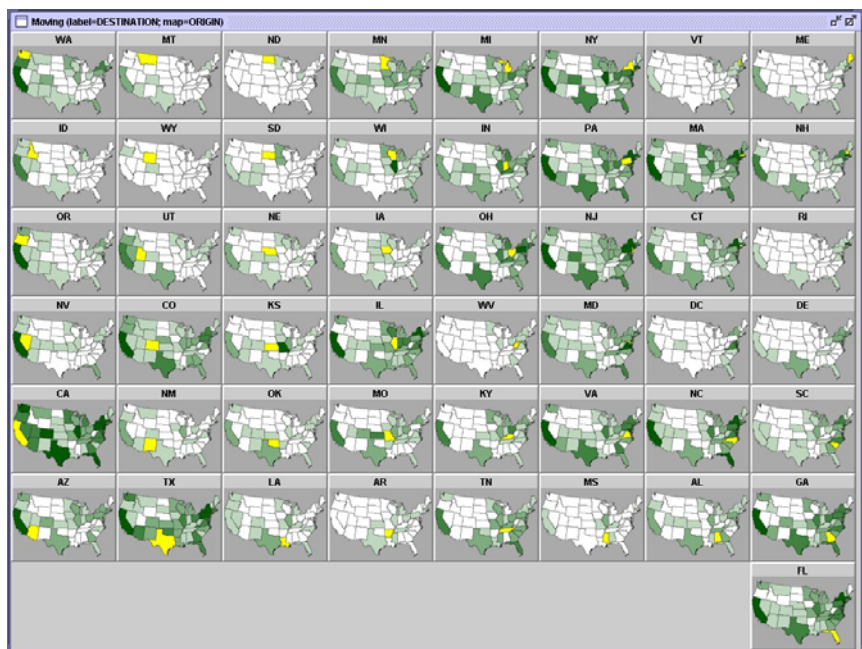 Moving (label=DESTINATION; map=ORIGIN)
WA MT ND MN MI NY VT ME
ID WY SD WI IN PA MA NH
OR UT NE IA OH NJ CT RI
NV CO KS IL WV MD DC DE
CA NM OK MO KY VA NC SC
AZ TX LA AR TN MS AL GA
FL